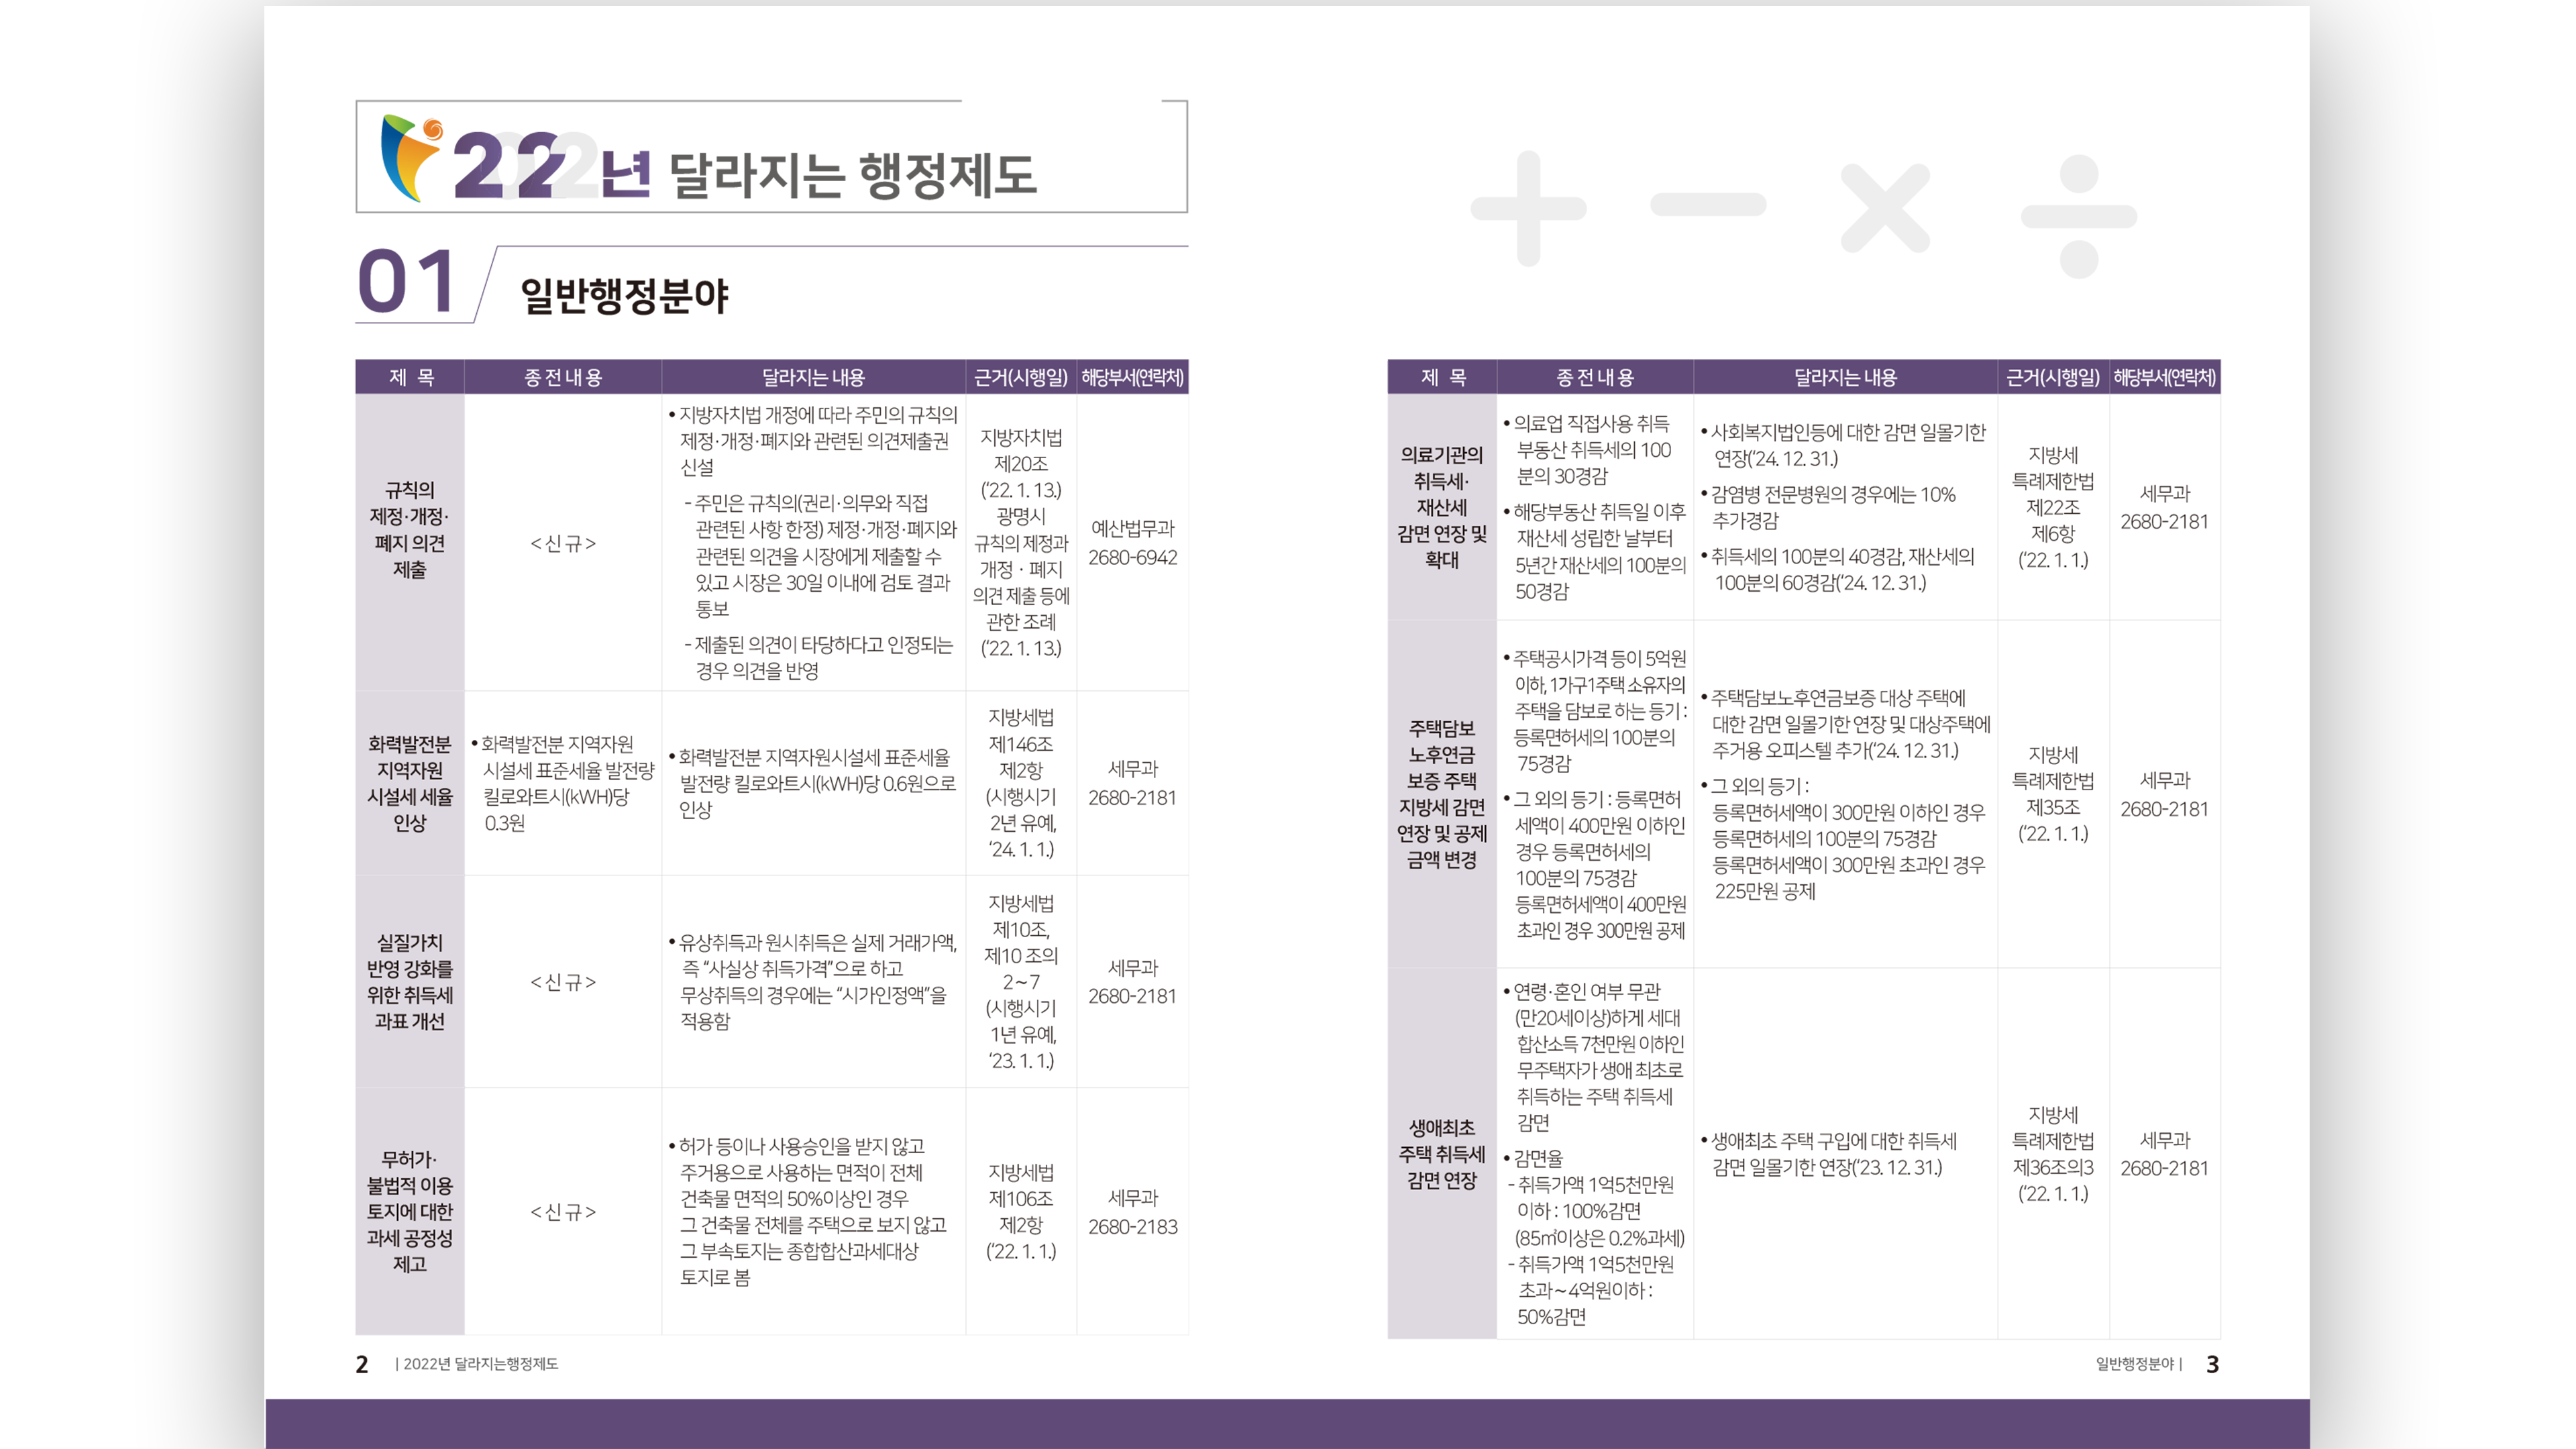 2022년 달라지는 행정제도
01 일반행정분야
제 목 종전내용 달라지는 내용 근거(시행일) 해당부서(연락처)
규칙의
제정·개정·
폐지 의견
제출
<신규>
• 지방자치법 개정에 따라 주민의 규칙의
제정·개정·폐지와 관련된 의견제출권
신설
- 주민은 규칙의(권리·의무와 직접
관련된 사항 한정) 제정·개정·폐지와
관련된 의견을 시장에게 제출할 수
있고 시장은 30일 이내에 검토 결과
통보
- 제출된 의견이 타당하다고 인정되는
경우 의견을 반영
지방자치법
제20조
(‘22. 1. 13.)
광명시
규칙의 제정과
개정 · 폐지
의견 제출 등에
관한 조례
(‘22. 1. 13.)
예산법무과
2680-6942
화력발전분
지역자원
시설세 세율
인상
• 화력발전분 지역자원
시설세 표준세율 발전량
킬로와트시(kWH)당
0.3원
• 화력발전분 지역자원시설세 표준세율
발전량 킬로와트시(kWH)당 0.6원으로
인상
지방세법
제146조
제2항
(시행시기
2년 유예,
‘24. 1. 1.)
세무과
2680-2181
실질가치
반영 강화를
위한 취득세
과표 개선
<신규>
• 유상취득과 원시취득은 실제 거래가액,
즉 “사실상 취득가격”으로 하고
무상취득의 경우에는 “시가인정액”을
적용함
지방세법
제10조,
제10 조의
2~7
(시행시기
1년 유예,
‘23. 1. 1.)
세무과
2680-2181
무허가·
불법적 이용
토지에 대한
과세 공정성
제고
<신규>
• 허가 등이나 사용승인을 받지 않고
주거용으로 사용하는 면적이 전체
건축물 면적의 50%이상인 경우
그 건축물 전체를 주택으로 보지 않고
그 부속토지는 종합합산과세대상
토지로 봄
지방세법
제106조
제2항
(‘22. 1. 1.)
세무과
2680-2183
2 | 2022년 달라지는행정제도
제 목 종전내용 달라지는 내용 근거(시행일) 해당부서(연락처)
의료기관의
취득세·
재산세
감면 연장 및
확대
• 의료업 직접사용 취득
부동산 취득세의 100
분의 30경감
• 해당부동산 취득일 이후
재산세 성립한 날부터
5년간 재산세의 100분의
50경감
• 사회복지법인등에 대한 감면 일몰기한
연장(‘24. 12. 31.)
• 감염병 전문병원의 경우에는 10%
추가경감
• 취득세의 100분의 40경감, 재산세의
100분의 60경감(‘24. 12. 31.)
지방세
특례제한법
제22조
제6항
(‘22. 1. 1.)
세무과
2680-2181
주택담보
노후연금
보증 주택
지방세 감면
연장 및 공제
금액 변경
• 주택공시가격 등이 5억원
이하, 1가구1주택 소유자의
주택을 담보로 하는 등기 :
등록면허세의 100분의
75경감
• 그 외의 등기 : 등록면허
세액이 400만원 이하인
경우 등록면허세의
100분의 75경감
등록면허세액이 400만원
초과인 경우 300만원 공제
• 주택담보노후연금보증 대상 주택에
대한 감면 일몰기한 연장 및 대상주택에
주거용 오피스텔 추가(‘24. 12. 31.)
• 그 외의 등기 :
등록면허세액이 300만원 이하인 경우
등록면허세의 100분의 75경감
등록면허세액이 300만원 초과인 경우
225만원 공제
지방세
특례제한법
제35조
(‘22. 1. 1.)
세무과
2680-2181
생애최초
주택 취득세
감면 연장
• 연령·혼인 여부 무관
(만20세이상)하게 세대
합산소득 7천만원 이하인
무주택자가 생애 최초로
취득하는 주택 취득세
감면
• 감면율
- 취득가액 1억5천만원
이하 : 100%감면
(85㎡이상은 0.2%과세)
- 취득가액 1억5천만원
초과~4억원이하 :
50%감면
• 생애최초 주택 구입에 대한 취득세
감면 일몰기한 연장(‘23. 12. 31.)
지방세
특례제한법
제36조의3
(‘22. 1. 1.)
세무과
2680-2181
일반행정분야 | 3